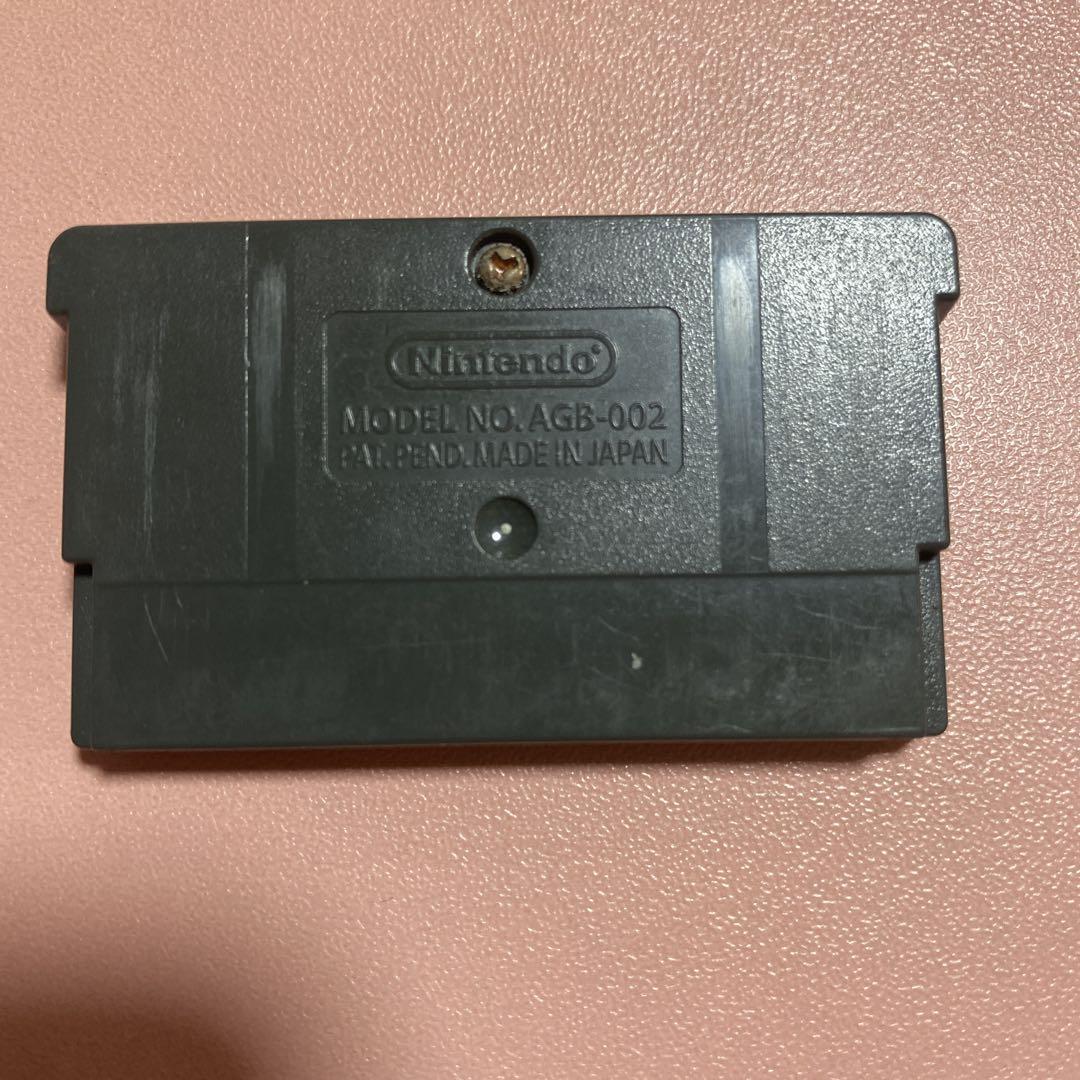 Nintendo®
MODEL NO. AGB-002
PAT. PEND. MADE IN JAPAN